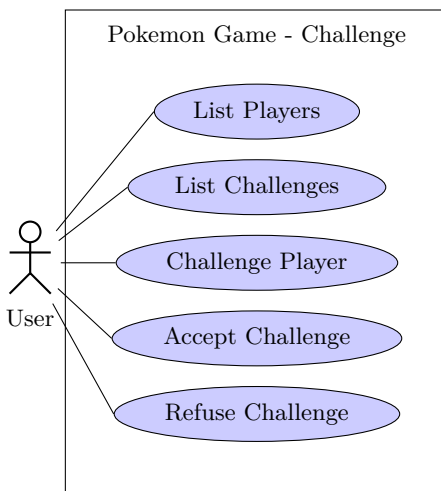 Pokemon Game - Challenge
List Players
List Challenges
Challenge Player
User
Accept Challenge
Refuse Challenge